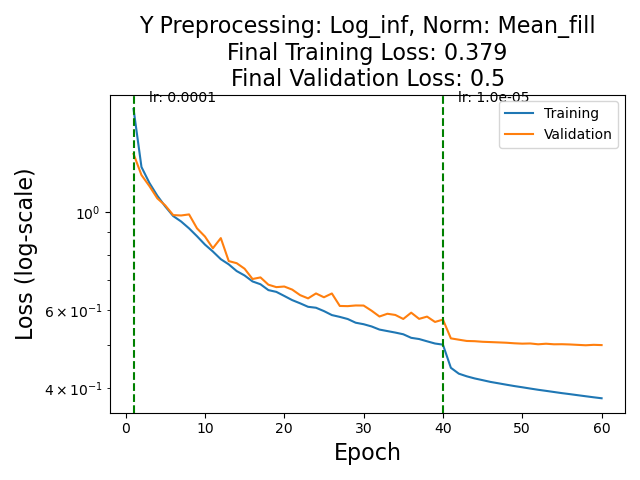 Y Preprocessing: Log_inf, Norm: Mean_fill
Final Training Loss: 0.379
Final Validation Loss: 0.5
lr: 0.0001
lr: 1.0e-05
Training
Validation
10⁰
6 × 10⁻¹
4 × 10⁻¹
Loss (log-scale)
0 10 20 30 40 50 60
Epoch